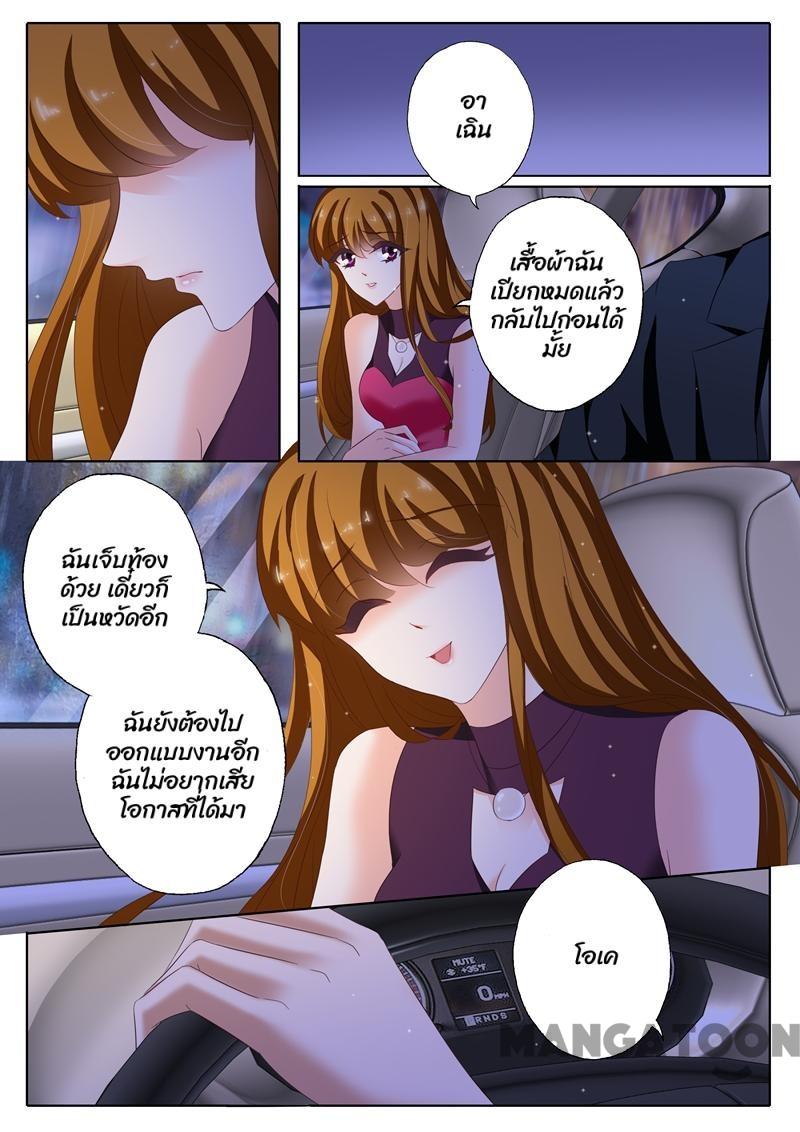 อา
เฉิน
เสื้อผ้าฉัน
เปียกหมดแล้ว
กลับไปก่อนได้
มั้ย
ฉันเจ็บท้อง
ด้วย เดี๋ยวก็
เป็นหวัดอีก
ฉันยังต้องไป
ออกแบบงานอีก
ฉันไม่อยากเสีย
โอกาสที่ได้มา
โอเค
MUTE
+35°F
0 MPH
PRNDS
MANGATOON